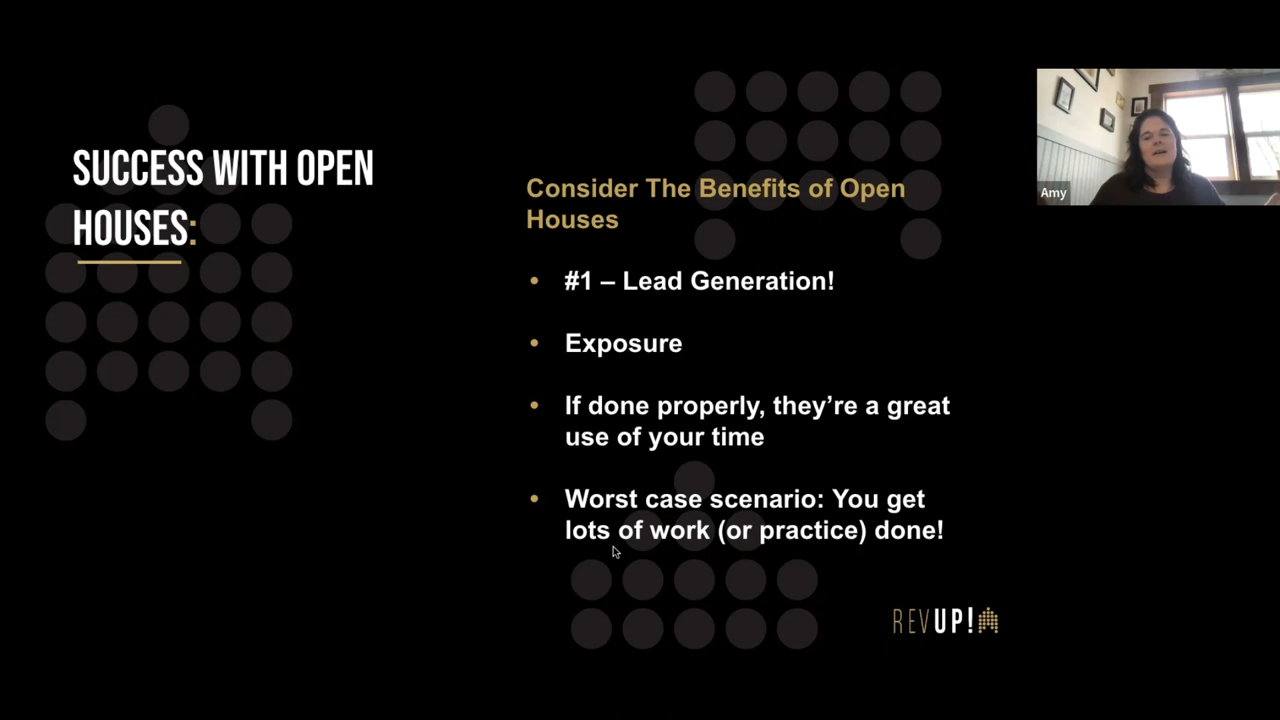 SUCCESS WITH OPEN
HOUSES:
Consider The Benefits of Open
Houses
• #1 – Lead Generation!
• Exposure
• If done properly, they’re a great
use of your time
• Worst case scenario: You get
lots of work (or practice) done!
REVUP!
Amy